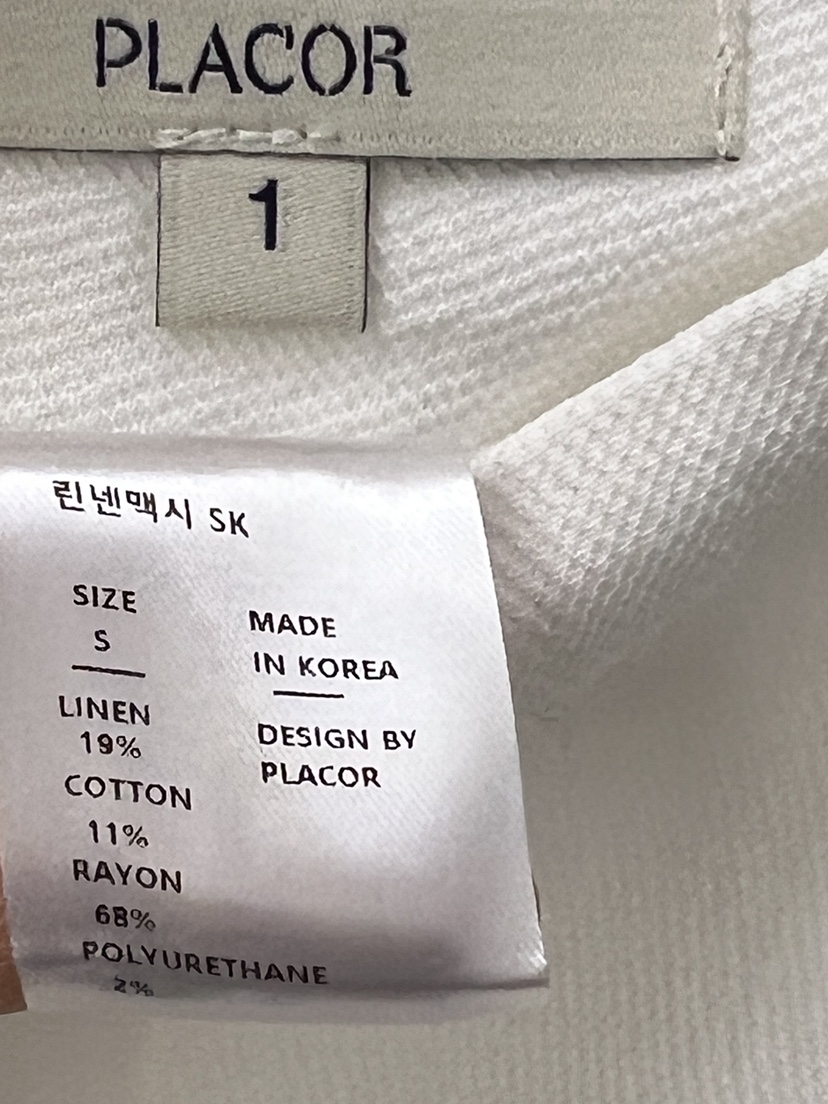 PLACOR
1
린넨맥시 SK
SIZE
S
LINEN
19%
COTTON
11%
RAYON
68%
POLYURETHANE
2%
MADE
IN KOREA
DESIGN BY
PLACOR